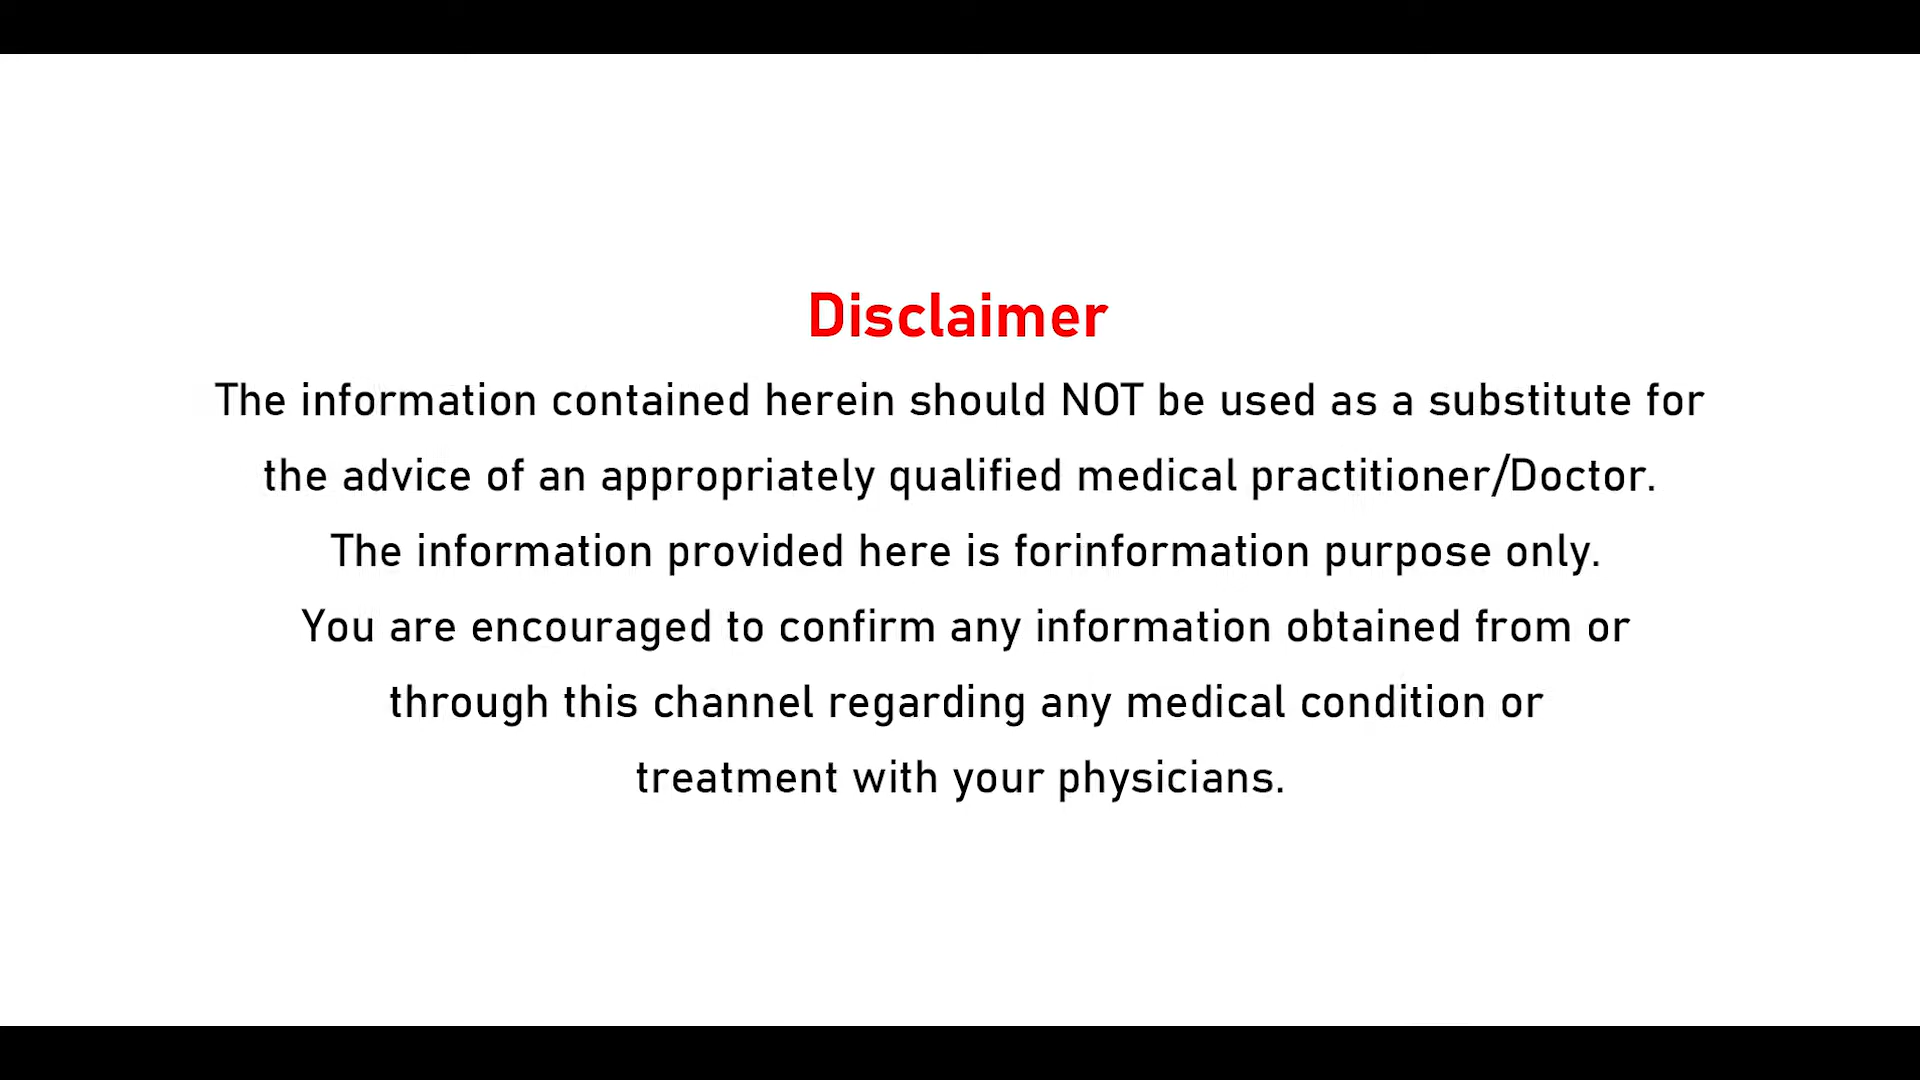 Disclaimer
The information contained herein should NOT be used as a substitute for
the advice of an appropriately qualified medical practitioner/Doctor.
The information provided here is forinformation purpose only.
You are encouraged to confirm any information obtained from or
through this channel regarding any medical condition or
treatment with your physicians.